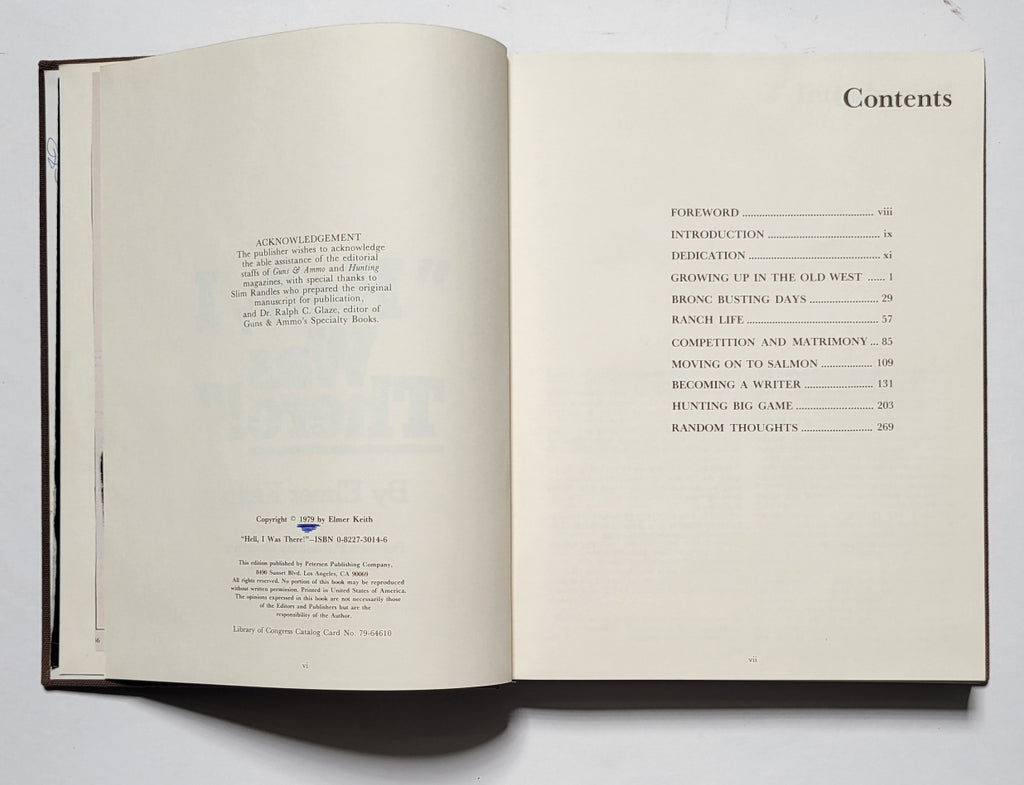 ACKNOWLEDGEMENT
The publisher wishes to acknowledge
the able assistance of the editorial
staffs of Guns & Ammo and Hunting
magazines, with special thanks to
Slim Randles who prepared the original
manuscript for publication,
and Dr. Ralph C. Glaze, editor of
Guns & Ammo's Specialty Books.
Copyright © 1979 by Elmer Keith
"Hell, I Was There!"—ISBN 0-8227-3014-6
This edition published by Petersen Publishing Company,
8490 Sunset Blvd. Los Angeles, CA 90069
All rights reserved. No portion of this book may be reproduced
without written permission. Printed in United States of America.
The opinions expressed in this book are not necessarily those
of the Editors and Publishers but are the
responsibility of the Author.
Library of Congress Catalog Card No. 79-64610
vi
Contents
FOREWORD ........................................ viii
INTRODUCTION .................................. ix
DEDICATION ........................................ xi
GROWING UP IN THE OLD WEST ...... 1
BRONC BUSTING DAYS ..................... 29
RANCH LIFE ........................................ 57
COMPETITION AND MATRIMONY ... 85
MOVING ON TO SALMON ................ 109
BECOMING A WRITER ..................... 131
HUNTING BIG GAME ........................ 203
RANDOM THOUGHTS ...................... 269
vii